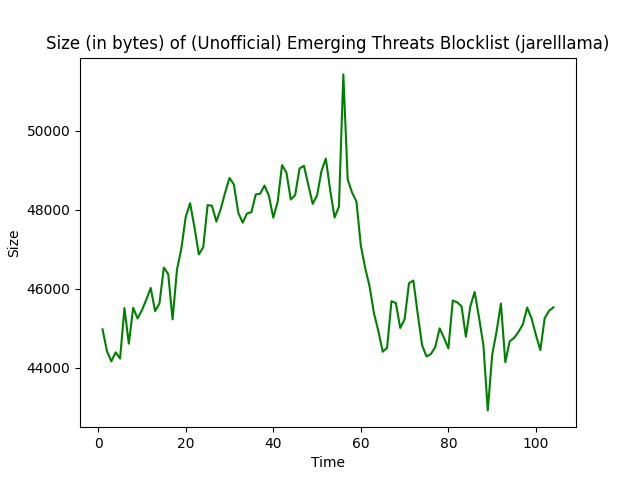 Size (in bytes) of (Unofficial) Emerging Threats Blocklist (jarelllama)
50000
48000
46000
44000
Size
0 20 40 60 80 100
Time